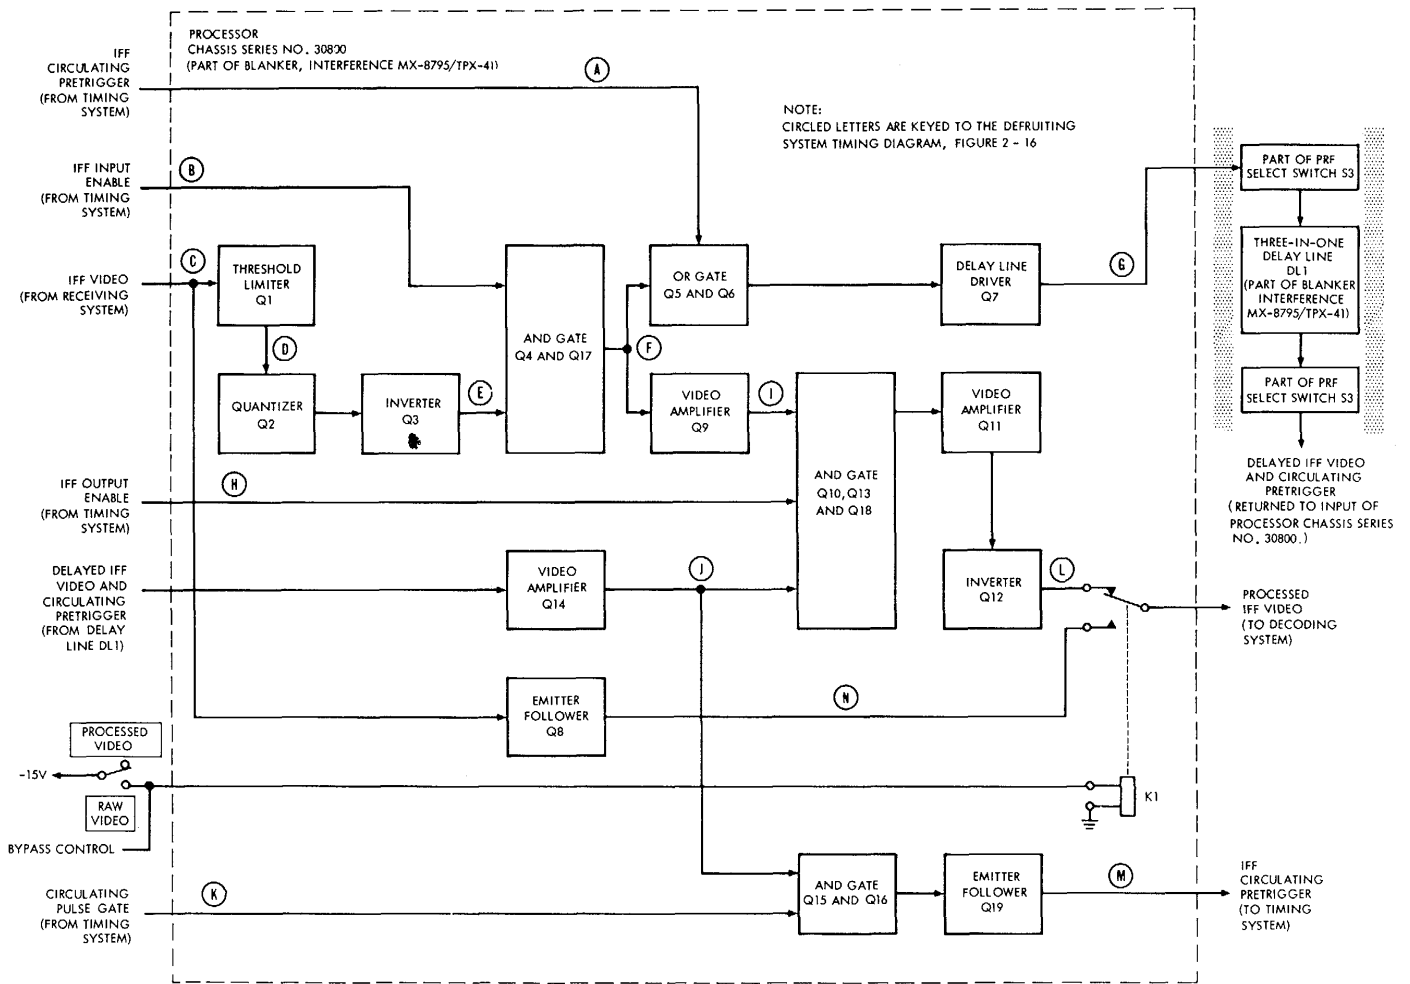 PROCESSOR
CHASSIS SERIES NO. 30800
(PART OF BLANKER, INTERFERENCE MX-8795/TPX-41)
IFF
CIRCULATING
PRETRIGGER
(FROM TIMING
SYSTEM)
A
NOTE:
CIRCLED LETTERS ARE KEYED TO THE DEFRUITING
SYSTEM TIMING DIAGRAM, FIGURE 2 - 16
IFF INPUT
ENABLE
(FROM TIMING
SYSTEM)
B
IFF VIDEO
(FROM RECEIVING
SYSTEM)
C
THRESHOLD
LIMITER
Q1
D
QUANTIZER
Q2
INVERTER
Q3
E
AND GATE
Q4 AND Q17
F
OR GATE
Q5 AND Q6
DELAY LINE
DRIVER
Q7
G
PART OF PRF
SELECT SWITCH S3
THREE-IN-ONE
DELAY LINE
DL1
(PART OF BLANKER
INTERFERENCE
MX-8795/TPX-41)
PART OF PRF
SELECT SWITCH S3
DELAYED IFF VIDEO
AND CIRCULATING
PRETRIGGER
(RETURNED TO INPUT OF
PROCESSOR CHASSIS SERIES
NO. 30800.)
VIDEO
AMPLIFIER
Q9
I
AND GATE
Q10,Q13
AND Q18
VIDEO
AMPLIFIER
Q11
IFF OUTPUT
ENABLE
(FROM TIMING
SYSTEM)
H
DELAYED IFF
VIDEO AND
CIRCULATING
PRETRIGGER
(FROM DELAY
LINE DL1)
VIDEO
AMPLIFIER
Q14
J
INVERTER
Q12
L
PROCESSED
IFF VIDEO
(TO DECODING
SYSTEM)
EMITTER
FOLLOWER
Q8
N
PROCESSED
VIDEO
-15V
RAW
VIDEO
BYPASS CONTROL
K1
CIRCULATING
PULSE GATE
(FROM TIMING
SYSTEM)
K
AND GATE
Q15 AND Q16
EMITTER
FOLLOWER
Q19
M
IFF
CIRCULATING
PRETRIGGER
(TO TIMING
SYSTEM)